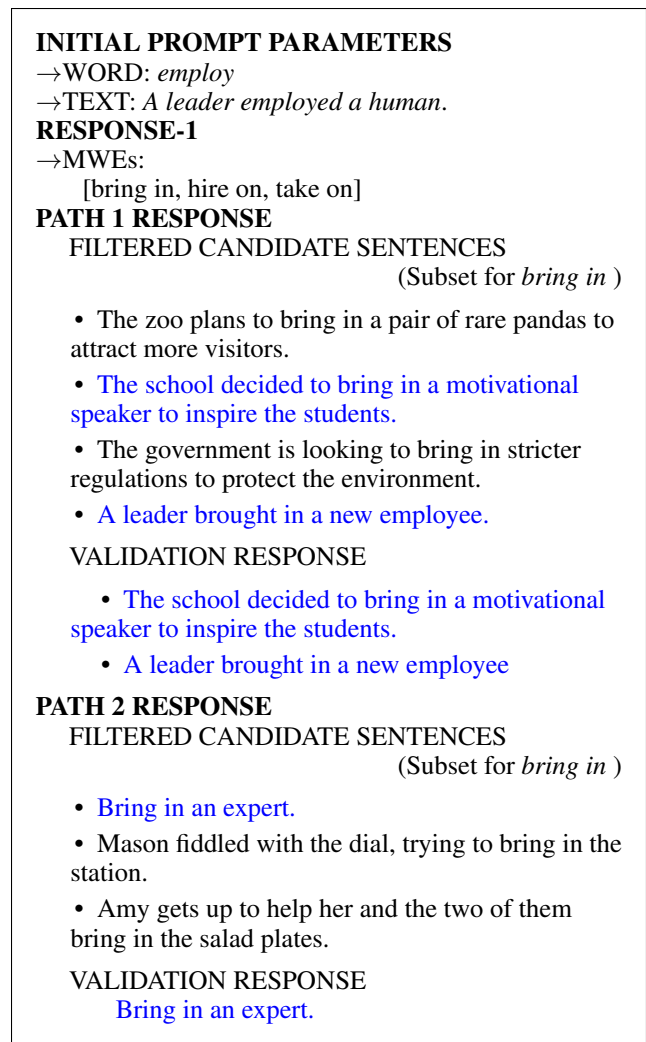 INITIAL PROMPT PARAMETERS
→WORD: employ
→TEXT: A leader employed a human.
RESPONSE-1
→MWEs:
[bring in, hire on, take on]
PATH 1 RESPONSE
FILTERED CANDIDATE SENTENCES
(Subset for bring in )
• The zoo plans to bring in a pair of rare pandas to
attract more visitors.
• The school decided to bring in a motivational
speaker to inspire the students.
• The government is looking to bring in stricter
regulations to protect the environment.
• A leader brought in a new employee.
VALIDATION RESPONSE
• The school decided to bring in a motivational
speaker to inspire the students.
• A leader brought in a new employee
PATH 2 RESPONSE
FILTERED CANDIDATE SENTENCES
(Subset for bring in )
• Bring in an expert.
• Mason fiddled with the dial, trying to bring in the
station.
• Amy gets up to help her and the two of them
bring in the salad plates.
VALIDATION RESPONSE
Bring in an expert.